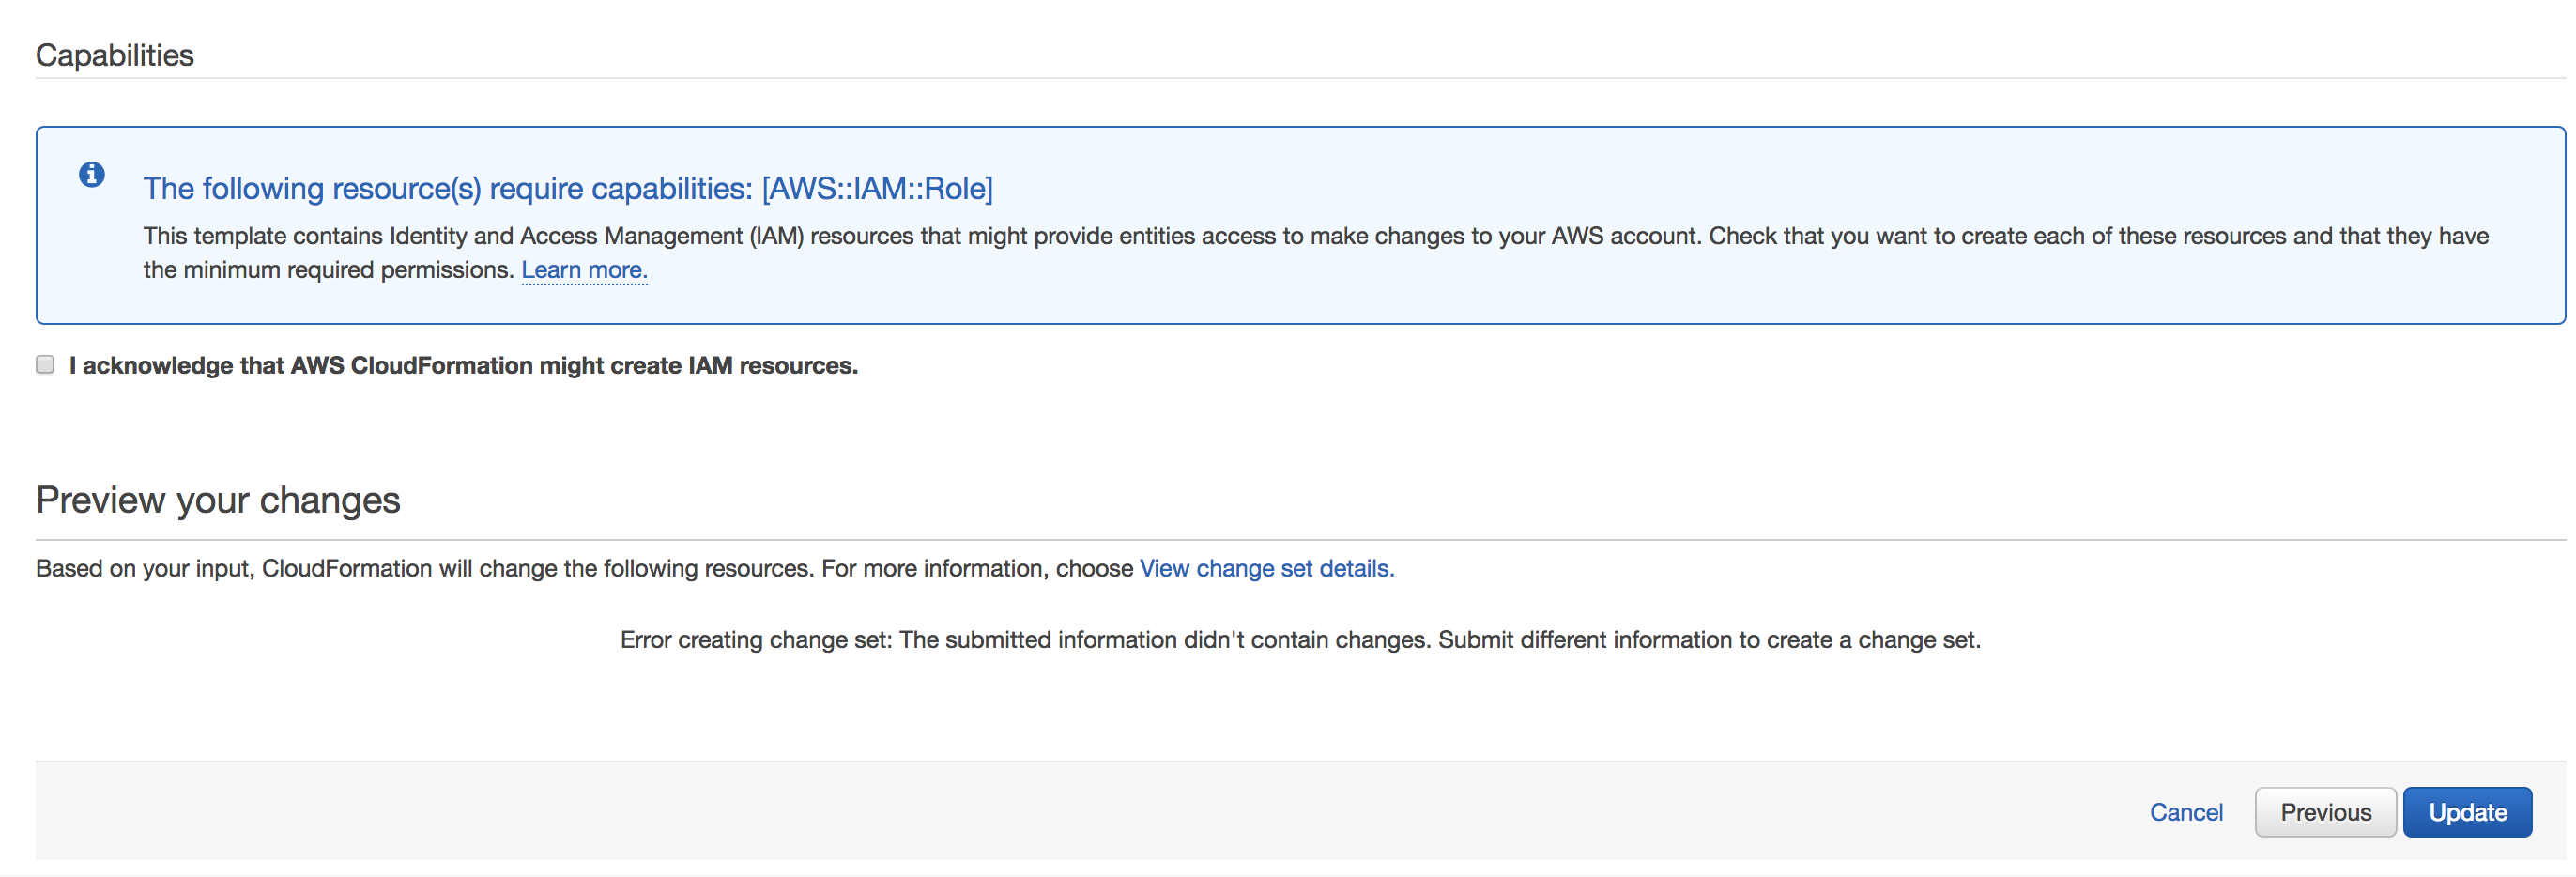 Capabilities
The following resource(s) require capabilities: [AWS::IAM::Role]
This template contains Identity and Access Management (IAM) resources that might provide entities access to make changes to your AWS account. Check that you want to create each of these resources and that they have
the minimum required permissions. Learn more.
I acknowledge that AWS CloudFormation might create IAM resources.
Preview your changes
Based on your input, CloudFormation will change the following resources. For more information, choose View change set details.
Error creating change set: The submitted information didn't contain changes. Submit different information to create a change set.
Cancel Previous Update